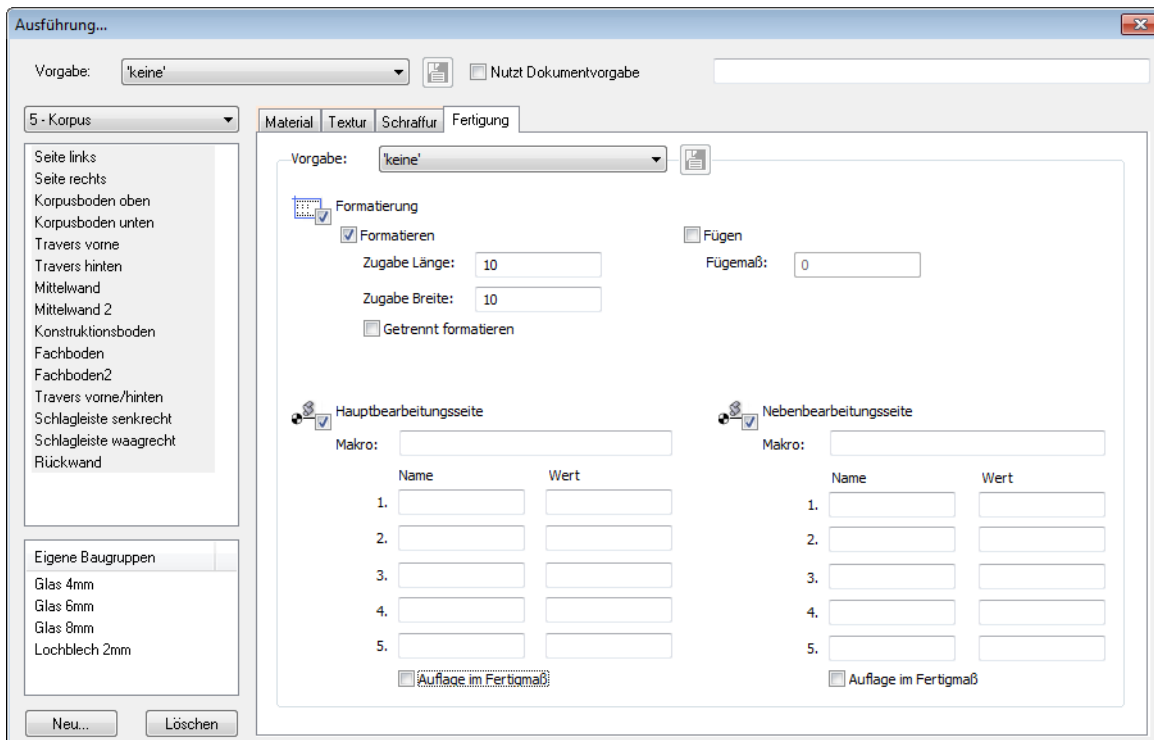 Ausführung...
Vorgabe: 'keine' Nutzt Dokumentvorgabe
5 - Korpus
Material Textur Schraffur Fertigung
Seite links
Seite rechts
Korpusboden oben
Korpusboden unten
Travers vorne
Travers hinten
Mittelwand
Mittelwand 2
Konstruktionsboden
Fachboden
Fachboden2
Travers vorne/hinten
Schlagleiste senkrecht
Schlagleiste waagrecht
Rückwand
Eigene Baugruppen
Glas 4mm
Glas 6mm
Glas 8mm
Lochblech 2mm
Neu... Löschen
Vorgabe: 'keine'
Formatierung
Formatieren Fügen
Zugabe Länge: 10 Fügemaß: 0
Zugabe Breite: 10
Getrennt formatieren
Hauptbearbeitungsseite
Makro:
Name Wert
1.
2.
3.
4.
5.
Auflage im Fertigmaß
Nebenbearbeitungsseite
Makro:
Name Wert
1.
2.
3.
4.
5.
Auflage im Fertigmaß